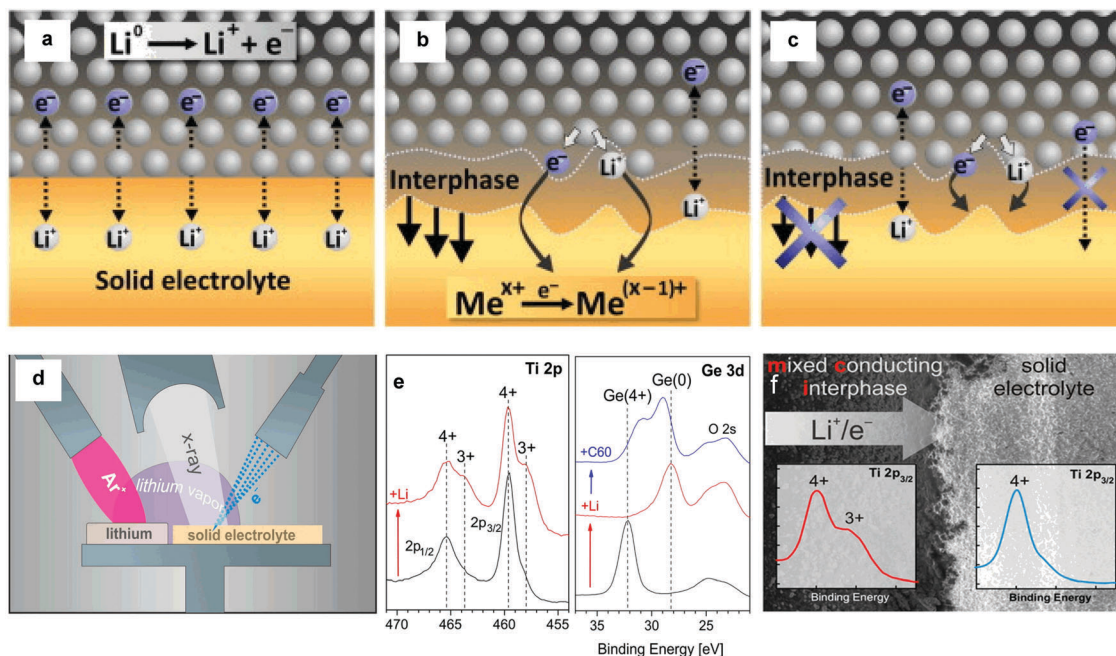 a
Li⁰ → Li⁺ + e⁻
e⁻ e⁻ e⁻ e⁻ e⁻
Li⁺ Li⁺ Li⁺ Li⁺ Li⁺
Solid electrolyte
b
e⁻
e⁻ Li⁺
Interphase
Li⁺
Meˣ⁺ e⁻→ Me⁽ˣ⁻¹⁾⁺
c
e⁻
e⁻
e⁻ Li⁺
Interphase
Li⁺
d
x-ray
Ar⁺
lithium vapor
e⁻
lithium
solid electrolyte
e
Ti 2p
4+
4+
3+
3+
+Li
2p3/2
2p1/2
470 465 460 455
Ge 3d
Ge(0)
Ge(4+)
O 2s
+C60
+Li
35 31 27 23
Binding Energy [eV]
f
mixed conducting
interphase
solid
electrolyte
Li⁺/e⁻
Ti 2p3/2
4+
3+
Binding Energy
Ti 2p3/2
4+
Binding Energy